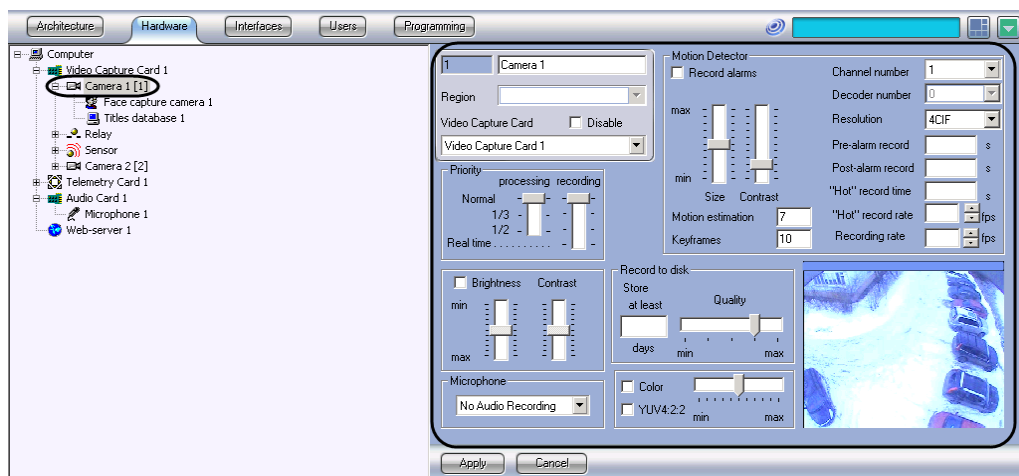 Architecture Hardware Interfaces Users Programming
Computer
Video Capture Card 1
Camera 1 [1]
Face capture camera 1
Titles database 1
Relay
Sensor
Camera 2 [2]
Telemetry Card 1
Audio Card 1
Microphone 1
Web-server 1
1 Camera 1
Region
Video Capture Card Disable
Video Capture Card 1
Priority
processing recording
Normal
1/3
1/2
Real time..........
Motion Detector
Record alarms
max
min
Size Contrast
Motion estimation 7
Keyframes 10
Channel number 1
Decoder number 0
Resolution 4CIF
Pre-alarm record s
Post-alarm record s
"Hot" record time s
"Hot" record rate fps
Recording rate fps
Brightness Contrast
min
max
Record to disk
Store
at least
days
Quality
min max
Microphone
No Audio Recording
Color
YUV4:2:2
min max
Apply Cancel